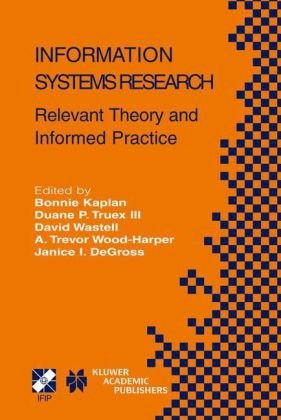 INFORMATION
SYSTEMS RESEARCH
Relevant Theory and
Informed Practice
Edited by
Bonnie Kaplan
Duane P. Truex III
David Wastell
A. Trevor Wood-Harper
Janice I. DeGross
IFIP
KLUWER
ACADEMIC
PUBLISHERS